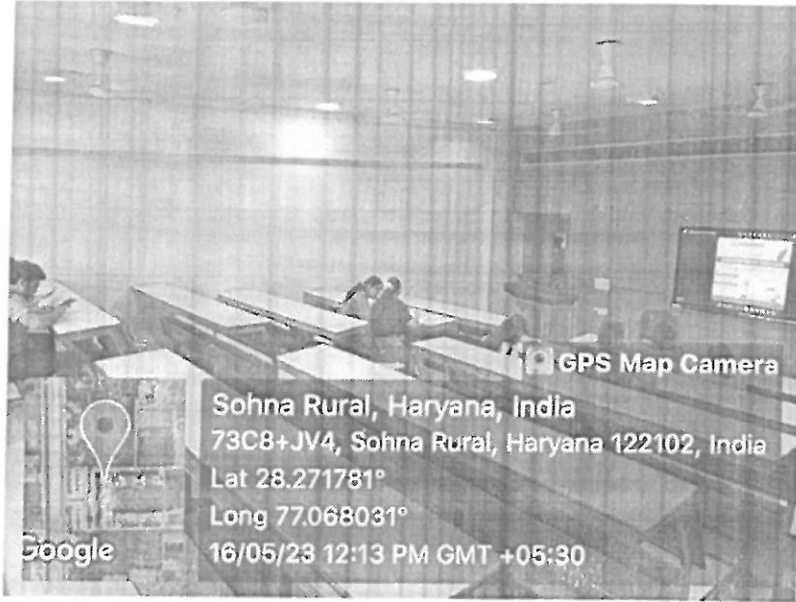 GPS Map Camera
Sohna Rural, Haryana, India
73C8+JV4, Sohna Rural, Haryana 122102, India
Lat 28.271781°
Long 77.068031°
Google
16/05/23 12:13 PM GMT +05:30